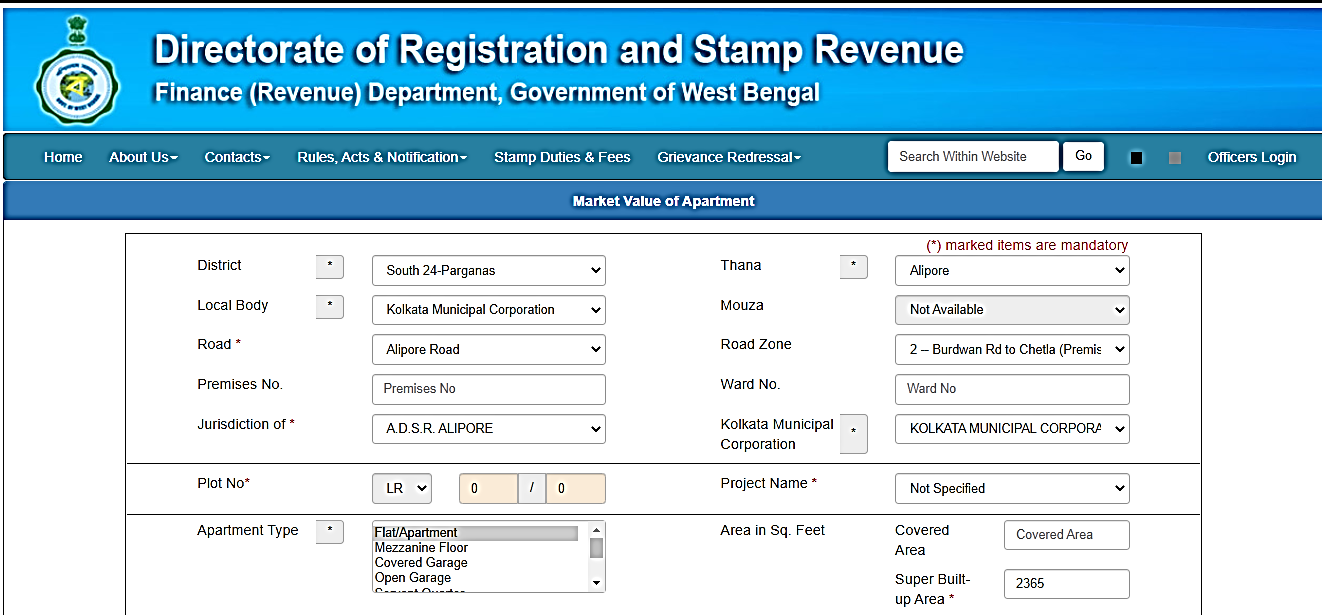 Directorate of Registration and Stamp Revenue
Finance (Revenue) Department, Government of West Bengal
Home About Us Contacts Rules, Acts & Notification Stamp Duties & Fees Grievance Redressal Search Within Website Go Officers Login
Market Value of Apartment
(*) marked items are mandatory
District * South 24-Parganas Thana * Alipore
Local Body * Kolkata Municipal Corporation Mouza Not Available
Road * Alipore Road Road Zone 2 -- Burdwan Rd to Chetla (Premis
Premises No. Premises No Ward No. Ward No
Jurisdiction of * A.D.S.R. ALIPORE Kolkata Municipal Corporation * KOLKATA MUNICIPAL CORPORA
Plot No* LR 0 / 0 Project Name * Not Specified
Apartment Type * Flat/Apartment Area in Sq. Feet Covered Area Covered Area
Mezzanine Floor
Covered Garage
Open Garage
Super Built-up Area * 2365